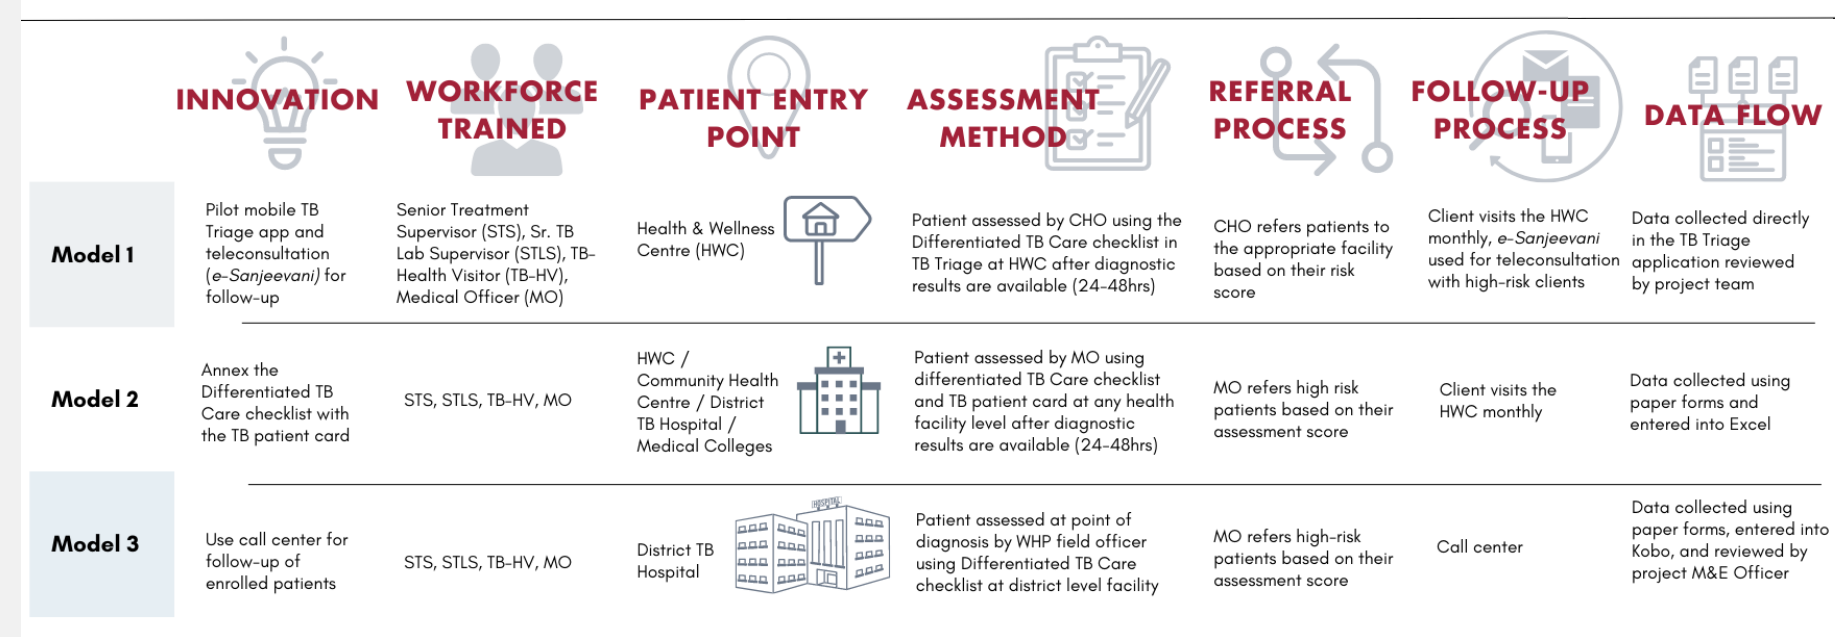 INNOVATION
WORKFORCE
TRAINED
PATIENT ENTRY
POINT
ASSESSMENT
METHOD
REFERRAL
PROCESS
FOLLOW-UP
PROCESS
DATA FLOW
Model 1
Pilot mobile TB
Triage app and
teleconsultation
(e-Sanjeevani) for
follow-up
Senior Treatment
Supervisor (STS), Sr. TB
Lab Supervisor (STLS), TB-
Health Visitor (TB-HV),
Medical Officer (MO)
Health & Wellness
Centre (HWC)
Patient assessed by CHO using the
Differentiated TB Care checklist in
TB Triage at HWC after diagnostic
results are available (24-48hrs)
CHO refers patients to
the appropriate facility
based on their risk
score
Client visits the HWC
monthly, e-Sanjeevani
used for teleconsultation
with high-risk clients
Data collected directly
in the TB Triage
application reviewed
by project team
Model 2
Annex the
Differentiated TB
Care checklist with
the TB patient card
STS, STLS, TB-HV, MO
HWC /
Community Health
Centre / District
TB Hospital /
Medical Colleges
Patient assessed by MO using
differentiated TB Care checklist
and TB patient card at any health
facility level after diagnostic
results are available (24-48hrs)
MO refers high risk
patients based on their
assessment score
Client visits the
HWC monthly
Data collected using
paper forms and
entered into Excel
Model 3
Use call center for
follow-up of
enrolled patients
STS, STLS, TB-HV, MO
District TB
Hospital
HOSPITAL
Patient assessed at point of
diagnosis by WHP field officer
using Differentiated TB Care
checklist at district level facility
MO refers high-risk
patients based on their
assessment score
Call center
Data collected using
paper forms, entered into
Kobo, and reviewed by
project M&E Officer